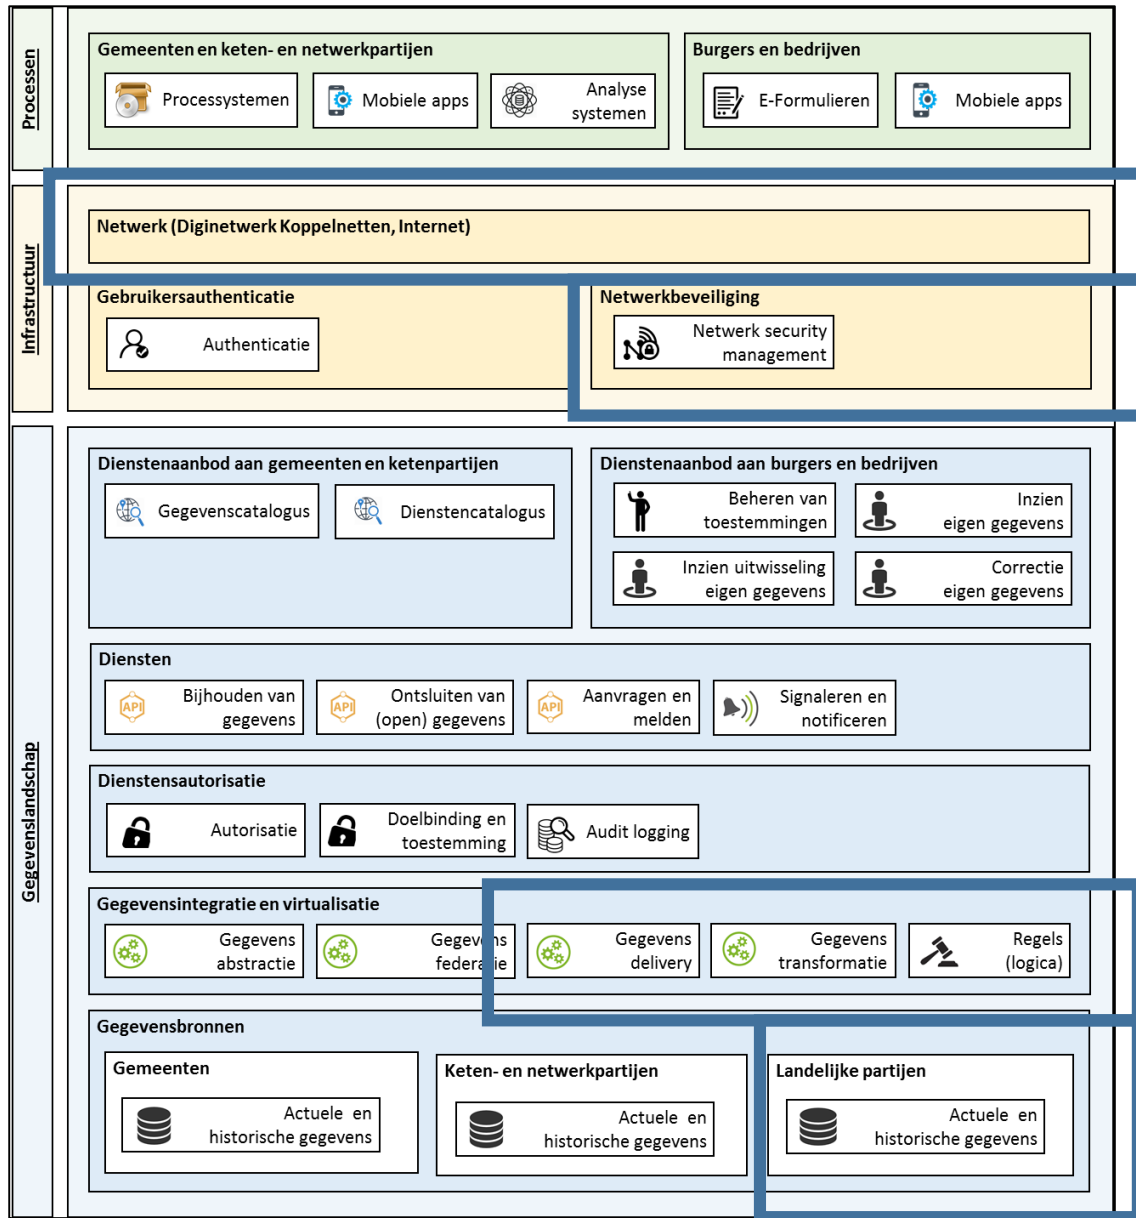 Processen
Gemeenten en keten- en netwerkpartijen
Processystemen
Mobiele apps
Analyse
systemen
Burgers en bedrijven
E-Formulieren
Mobiele apps
Infrastructuur
Netwerk (Diginetwerk Koppelnetten, Internet)
Gebruikersauthenticatie
Authenticatie
Netwerkbeveiliging
Netwerk security
management
Gegevenslandschap
Dienstenaanbod aan gemeenten en ketenpartijen
Gegevenscatalogus
Dienstencatalogus
Dienstenaanbod aan burgers en bedrijven
Beheren van
toestemmingen
Inzien
eigen gegevens
Inzien uitwisseling
eigen gegevens
Correctie
eigen gegevens
Diensten
API
Bijhouden van
gegevens
API
Ontsluiten van
(open) gegevens
API
Aanvragen en
melden
Signaleren en
notificeren
Dienstensautorisatie
Autorisatie
Doelbinding en
toestemming
Audit logging
Gegevensintegratie en virtualisatie
Gegevens
abstractie
Gegevens
federatie
Gegevens
delivery
Gegevens
transformatie
Regels
(logica)
Gegevensbronnen
Gemeenten
Actuele en
historische gegevens
Keten- en netwerkpartijen
Actuele en
historische gegevens
Landelijke partijen
Actuele en
historische gegevens